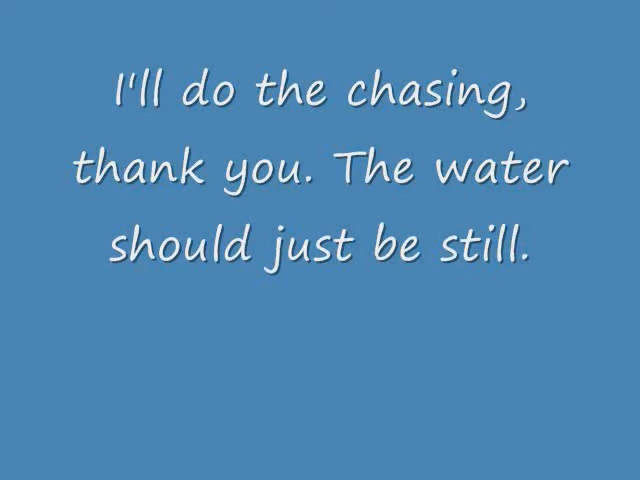 I'll do the chasing,
thank you. The water
should just be still.